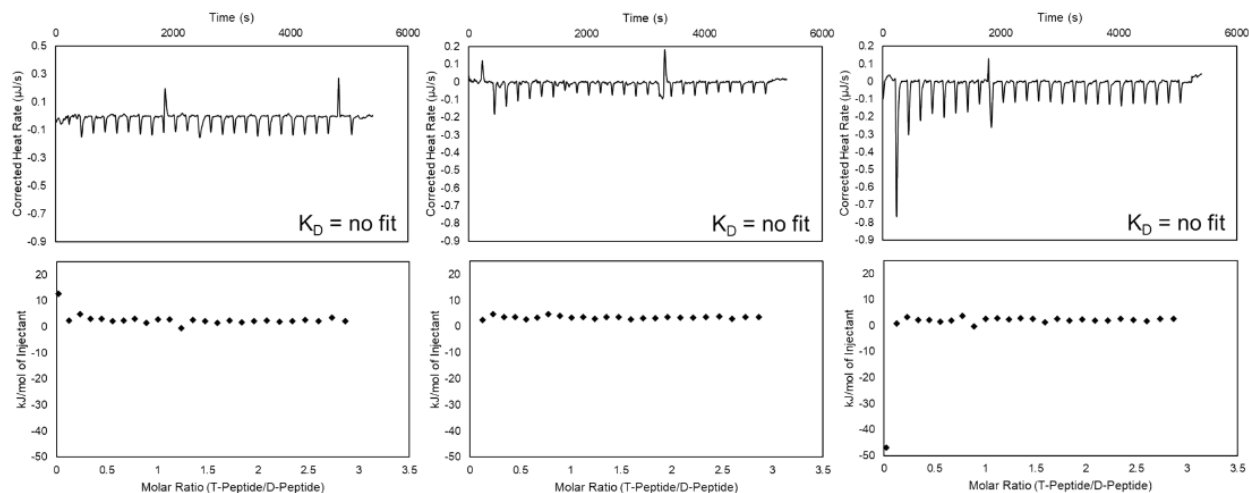 Time (s)
0 2000 4000 6000
0.5
0.3
0.1
-0.1
-0.3
-0.5
-0.7
-0.9
Corrected Heat Rate (µJ/s)
K_D = no fit
20
10
0
-10
-20
-30
-40
-50
kJ/mol of Injectant
0 0.5 1 1.5 2 2.5 3 3.5
Molar Ratio (T-Peptide/D-Peptide)
Time (s)
0 2000 4000 6000
0.2
0.1
0
-0.1
-0.2
-0.3
-0.4
-0.5
-0.6
-0.7
-0.8
-0.9
Corrected Heat Rate (µJ/s)
K_D = no fit
20
10
0
-10
-20
-30
-40
-50
kJ/mol of Injectant
0 0.5 1 1.5 2 2.5 3 3.5
Molar Ratio (T-Peptide/D-Peptide)
Time (s)
0 2000 4000 6000
0.2
0.1
0
-0.1
-0.2
-0.3
-0.4
-0.5
-0.6
-0.7
-0.8
-0.9
Corrected Heat Rate (µJ/s)
K_D = no fit
20
10
0
-10
-20
-30
-40
-50
kJ/mol of Injectant
0 0.5 1 1.5 2 2.5 3 3.5
Molar Ratio (T-Peptide/D-Peptide)